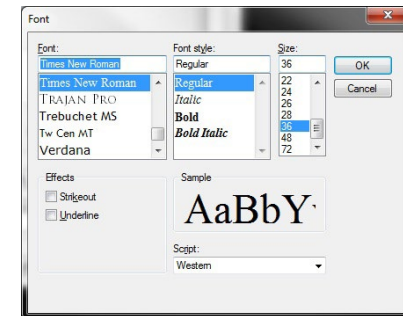 Font
Font:
Font style:
Size:
Times New Roman
Regular
36
OK
Cancel
Times New Roman
Trajan Pro
Trebuchet MS
Tw Cen MT
Verdana
Regular
Italic
Bold
Bold Italic
22
24
26
28
36
48
72
Effects
Strikeout
Underline
Sample
AaBbY
Script:
Western